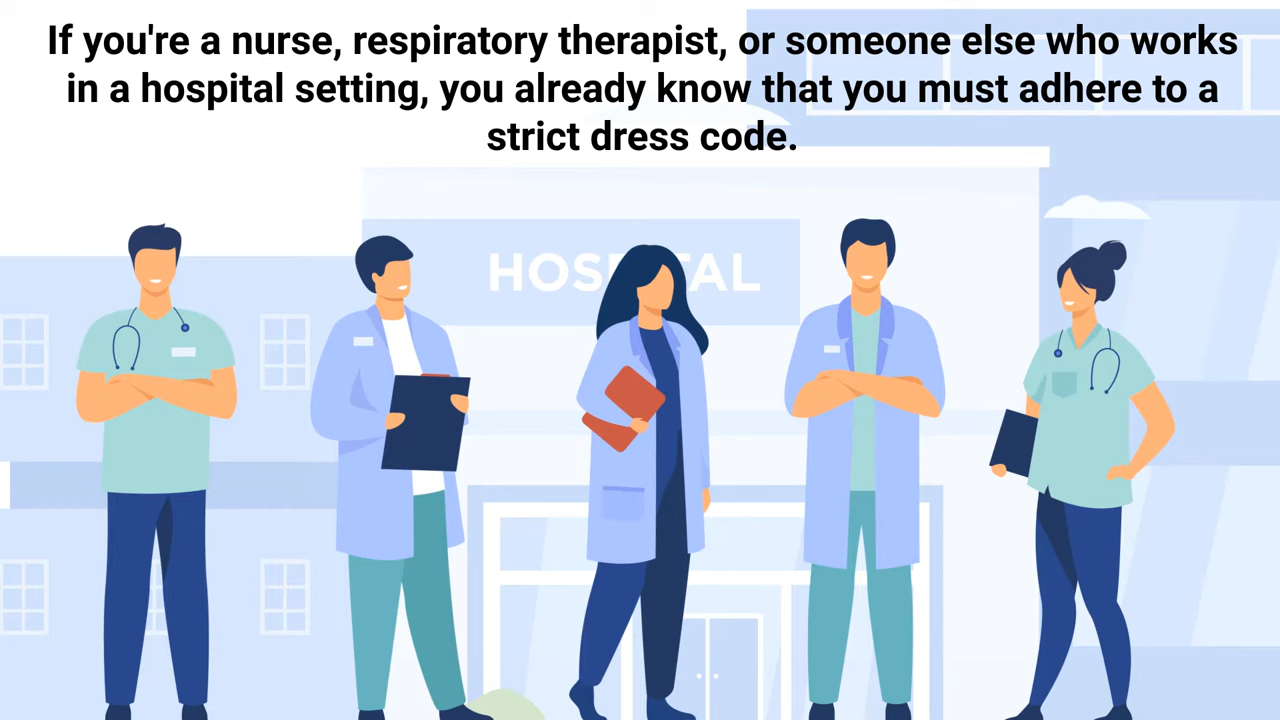 If you're a nurse, respiratory therapist, or someone else who works
in a hospital setting, you already know that you must adhere to a
strict dress code.
HOSPITAL